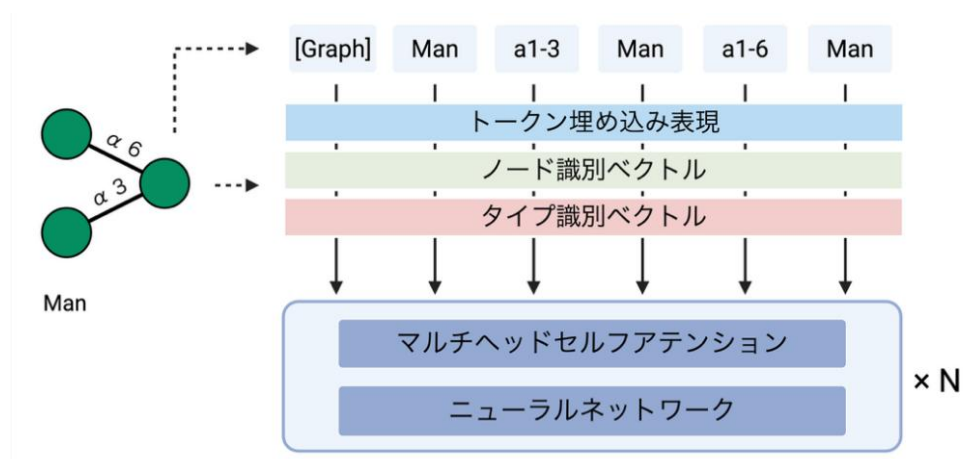 [Graph] Man a1-3 Man a1-6 Man
トークン埋め込み表現
α 6
ノード識別ベクトル
α 3
タイプ識別ベクトル
Man
マルチヘッドセルフアテンション
× N
ニューラルネットワーク